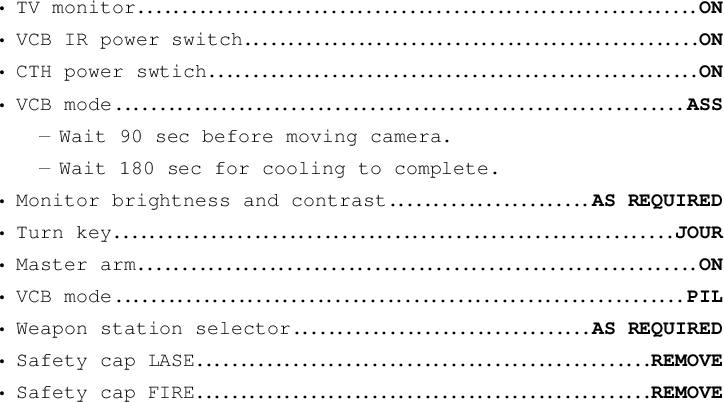 • TV monitor...............................................................ON
• VCB IR power switch......................................................ON
• CTH power swtich.........................................................ON
• VCB mode................................................................ASS
— Wait 90 sec before moving camera.
— Wait 180 sec for cooling to complete.
• Monitor brightness and contrast.......................AS REQUIRED
• Turn key...............................................................JOUR
• Master arm...............................................................ON
• VCB mode................................................................PIL
• Weapon station selector.................................AS REQUIRED
• Safety cap LASE....................................................REMOVE
• Safety cap FIRE....................................................REMOVE